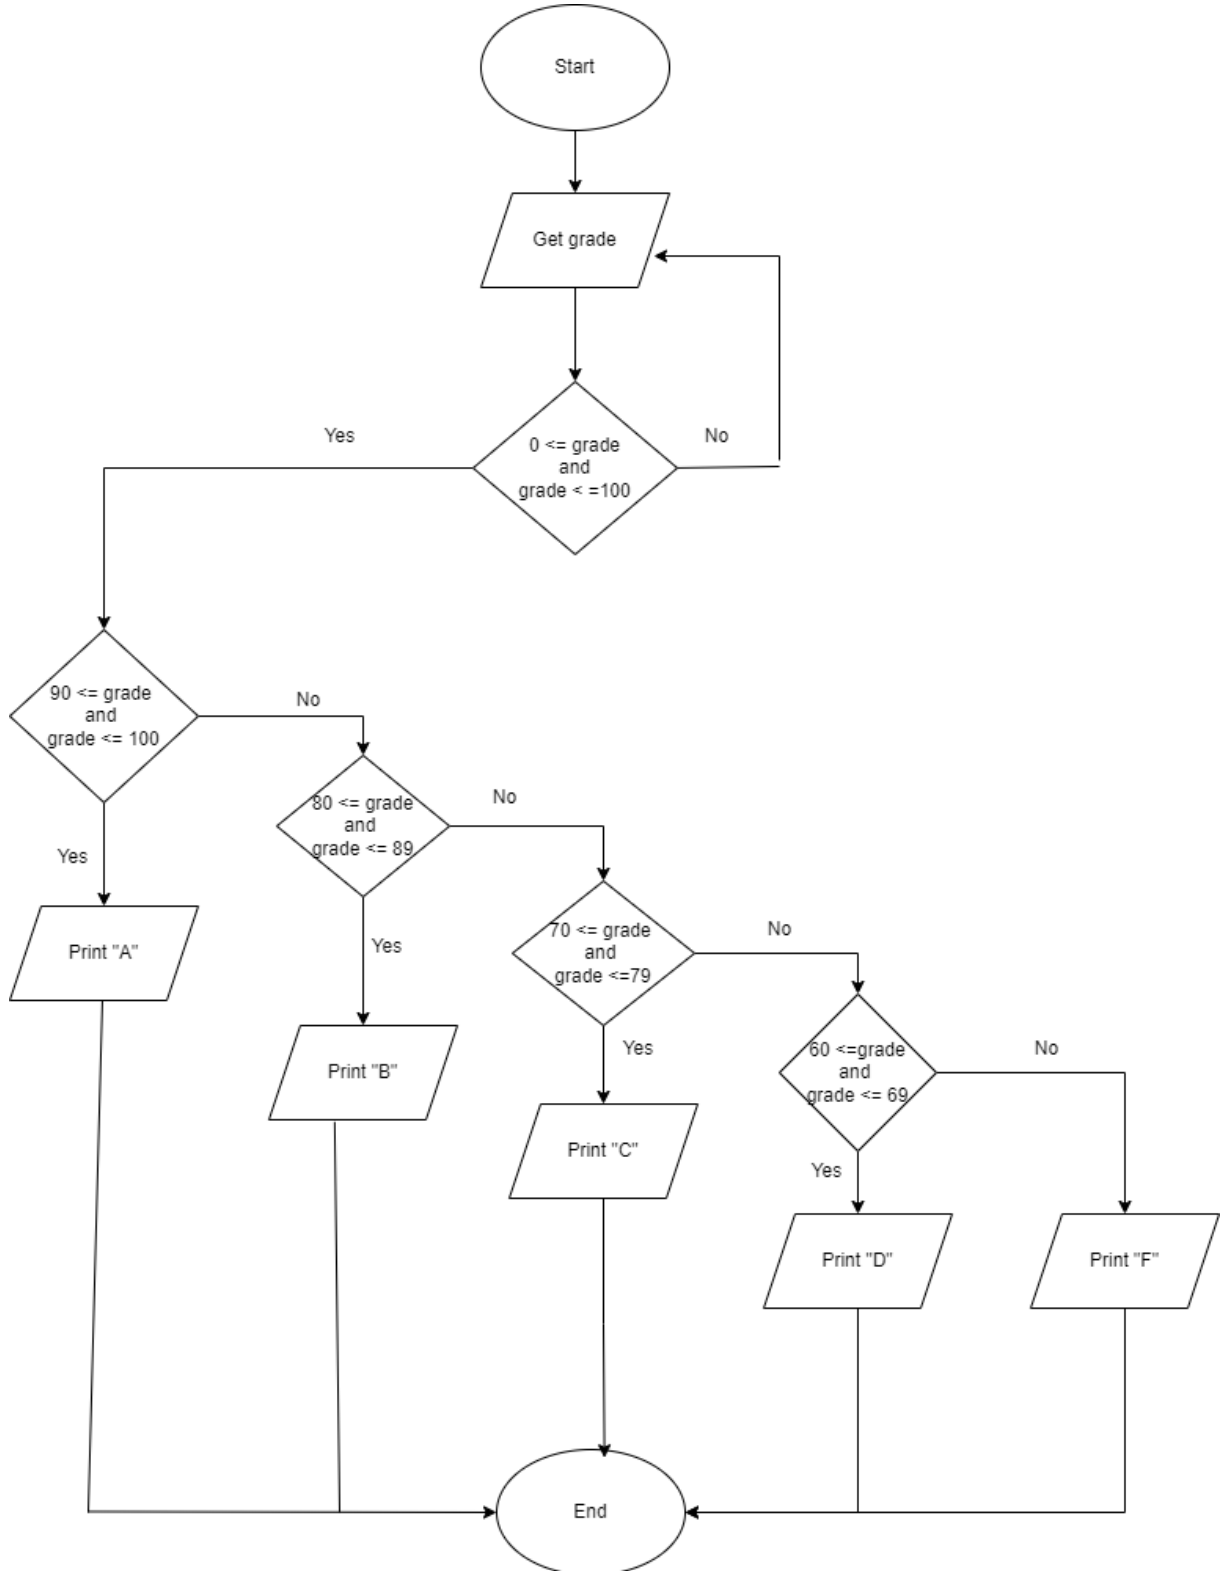 Start
Get grade
0 <= grade
and
grade < =100
No
Yes
90 <= grade
and
grade <= 100
No
80 <= grade
and
grade <= 89
No
Yes
70 <= grade
and
grade <=79
No
Print "A"
Yes
60 <=grade
and
grade <= 69
No
Print "B"
Yes
Print "C"
Yes
Print "D"
Print "F"
End